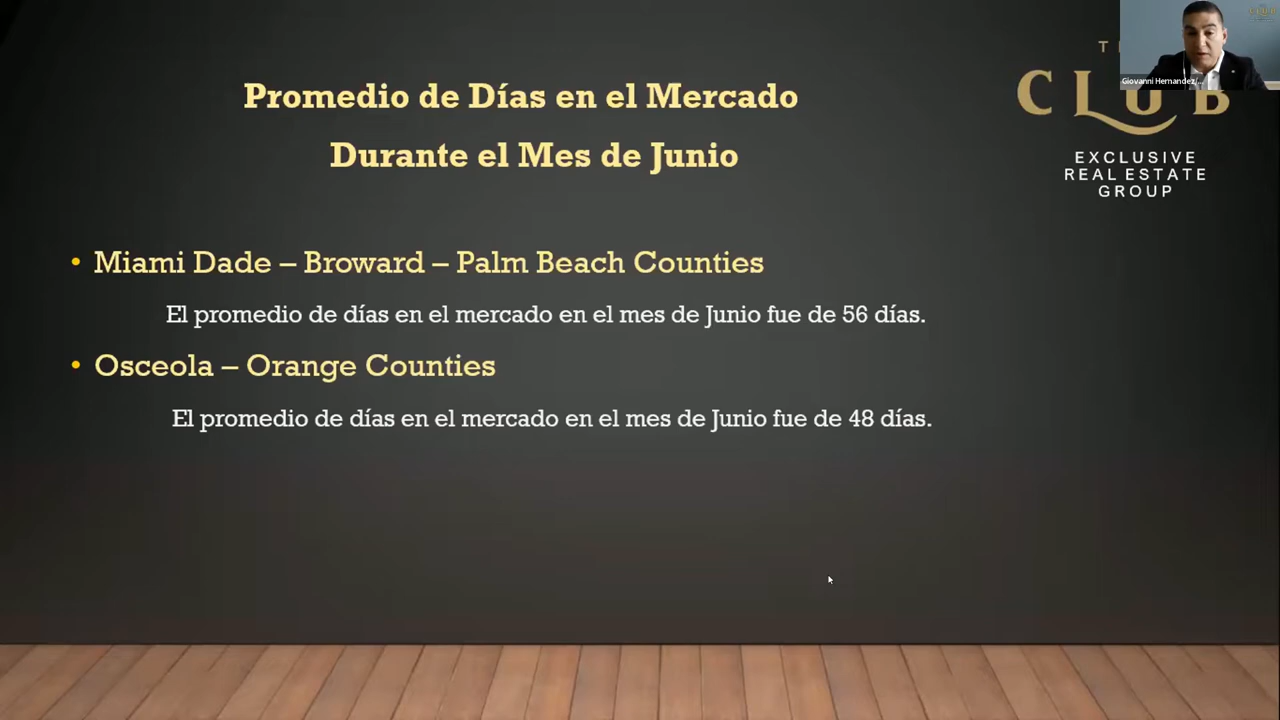 Promedio de Días en el Mercado
Durante el Mes de Junio
• Miami Dade – Broward – Palm Beach Counties
El promedio de días en el mercado en el mes de Junio fue de 56 días.
• Osceola – Orange Counties
El promedio de días en el mercado en el mes de Junio fue de 48 días.
CLUB
EXCLUSIVE
REAL ESTATE
GROUP
Giovanni Hernandez/...